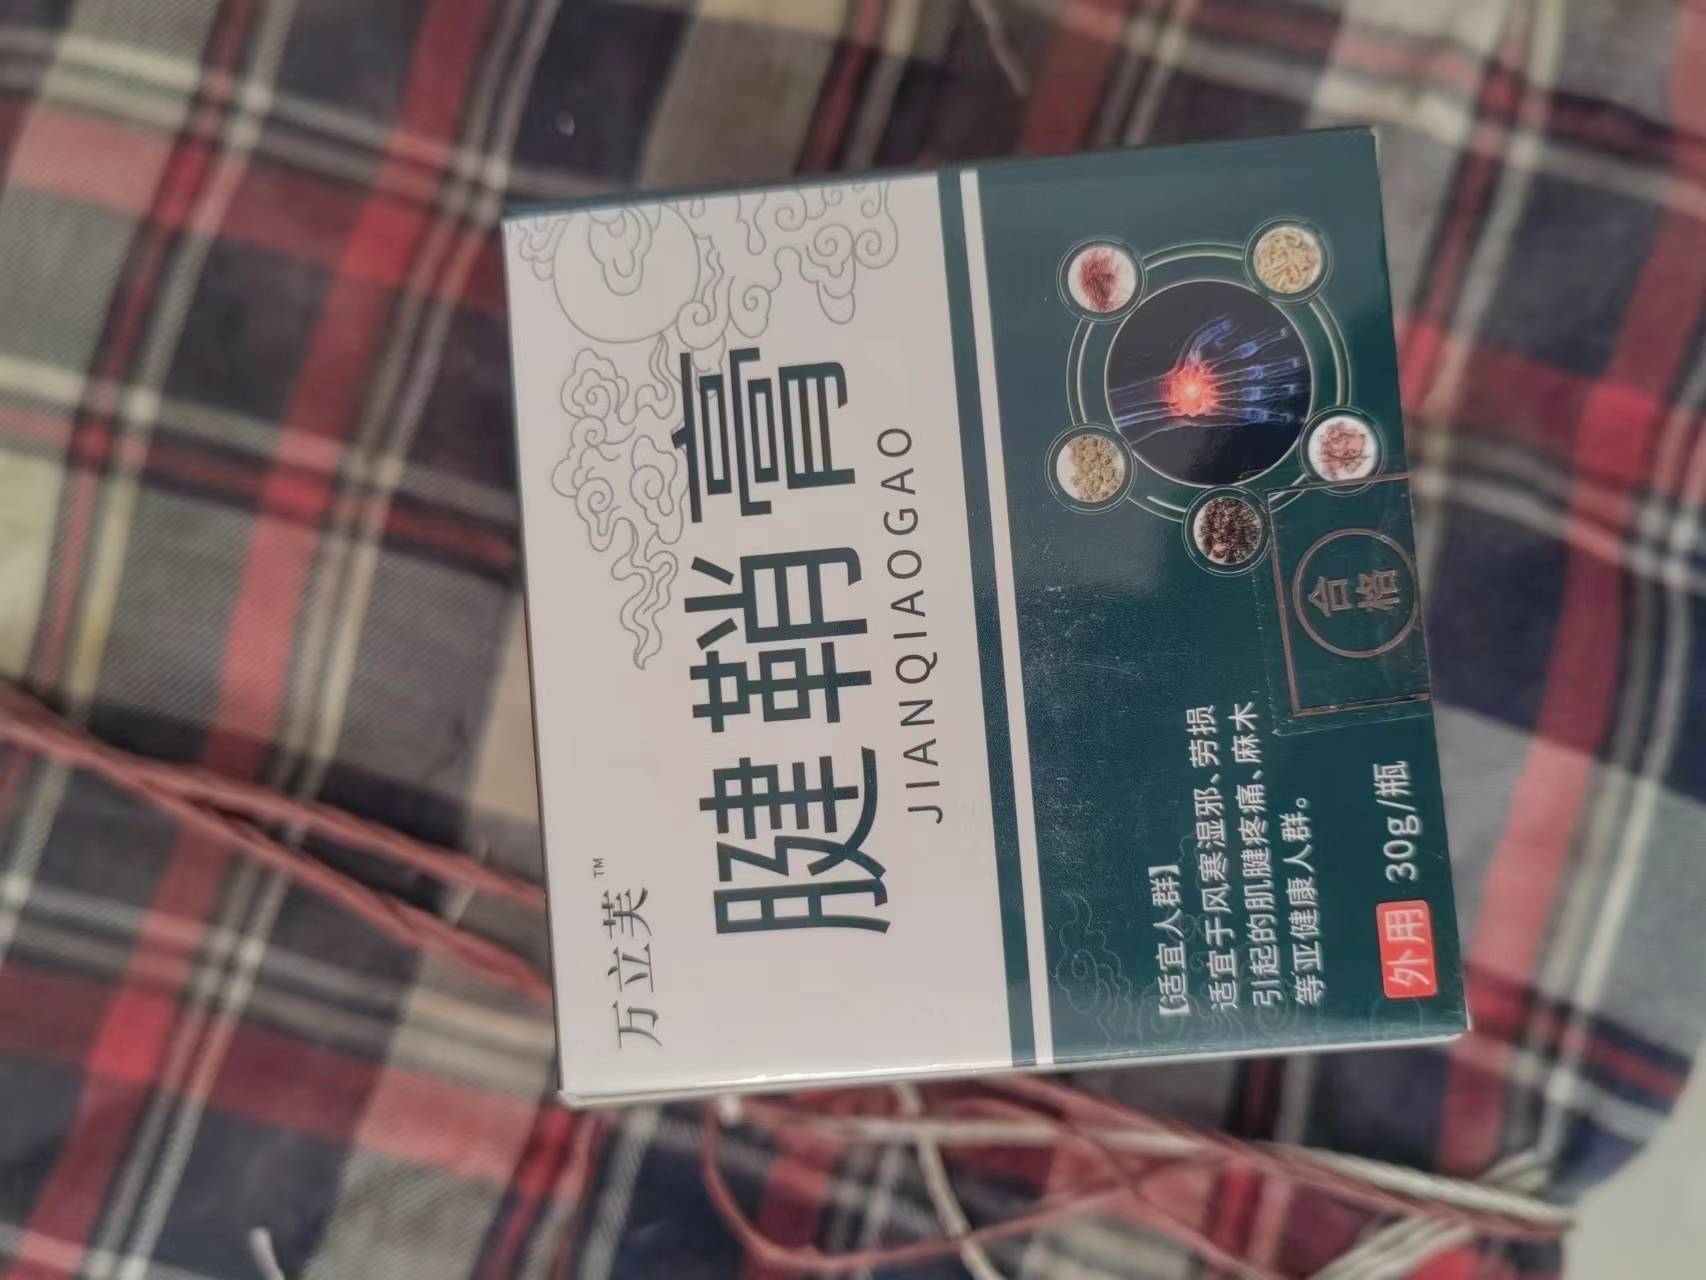 万立芙™
腱鞘膏
JIANQIAOGAO
【适宜人群】
适宜于风寒湿邪、劳损
引起的肌腱疼痛、麻木
等亚健康人群。
外用 30g/瓶
合格